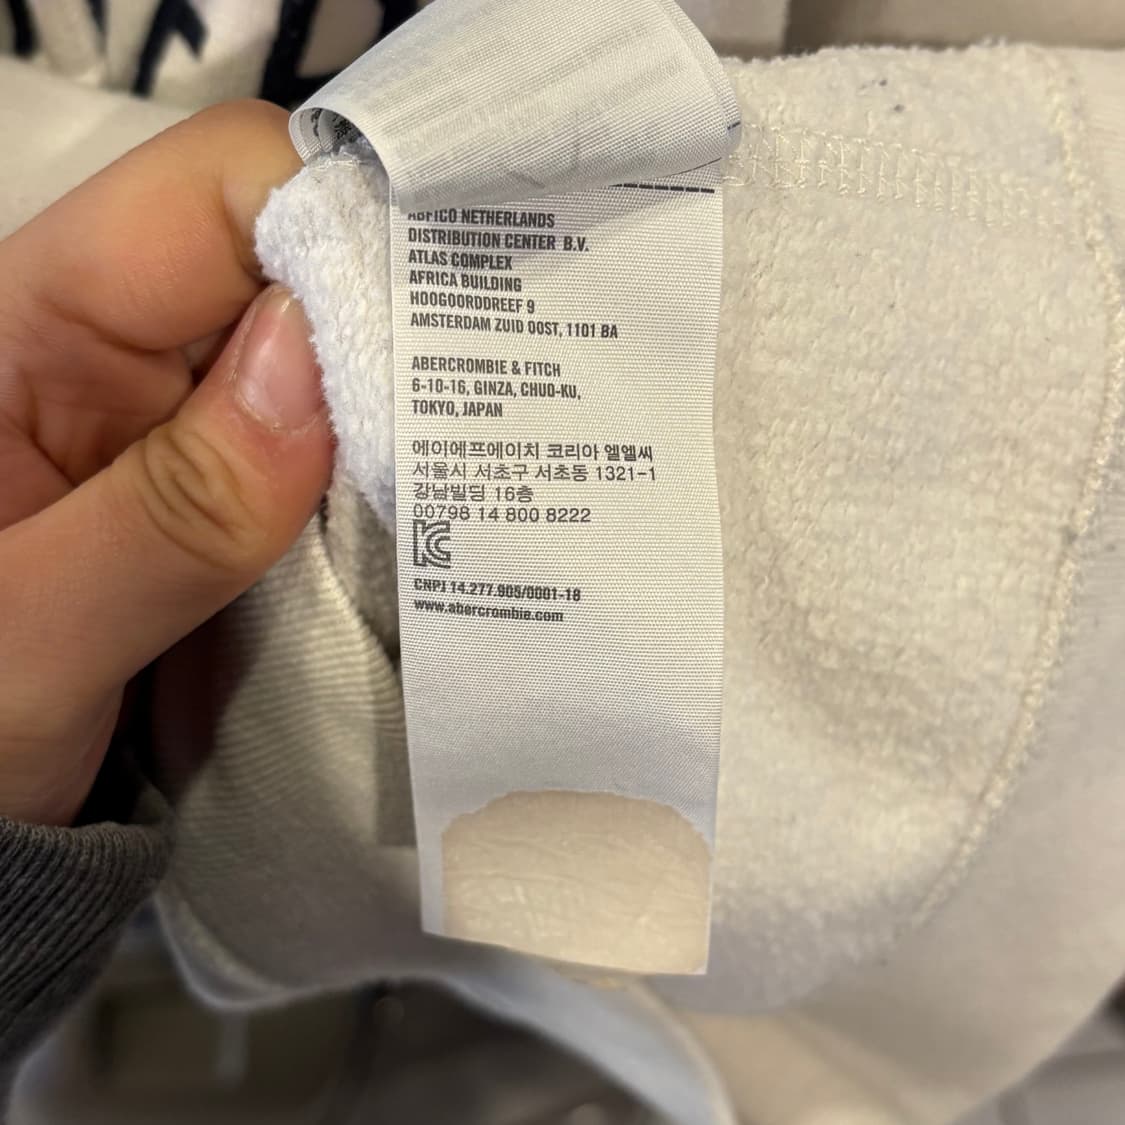 ABFICO NETHERLANDS
DISTRIBUTION CENTER B.V.
ATLAS COMPLEX
AFRICA BUILDING
HOOGOORDDREEF 9
AMSTERDAM ZUID OOST, 1101 BA
ABERCROMBIE & FITCH
6-10-16, GINZA, CHUO-KU,
TOKYO, JAPAN
에이에프에이치 코리아 엘엘씨
서울시 서초구 서초동 1321-1
강남빌딩 16층
00798 14 800 8222
KC
CNPJ 14.277.905/0001-18
www.abercrombie.com